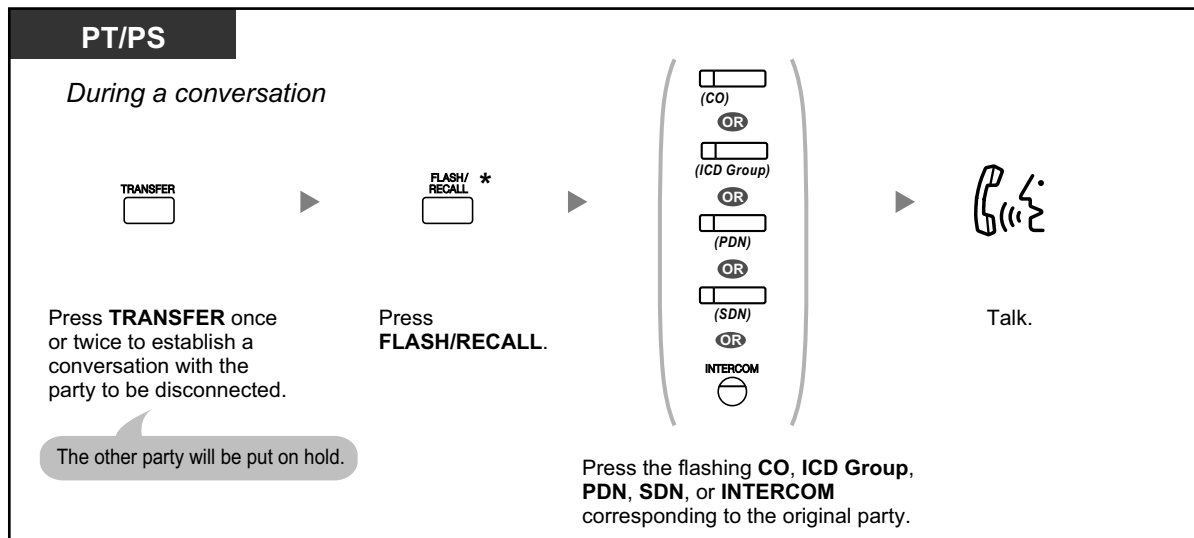 PT/PS
During a conversation
TRANSFER
FLASH/
RECALL *
(CO)
OR
(ICD Group)
OR
(PDN)
OR
(SDN)
OR
INTERCOM
Press TRANSFER once
or twice to establish a
conversation with the
party to be disconnected.
The other party will be put on hold.
Press
FLASH/RECALL.
Press the flashing CO, ICD Group,
PDN, SDN, or INTERCOM
corresponding to the original party.
Talk.